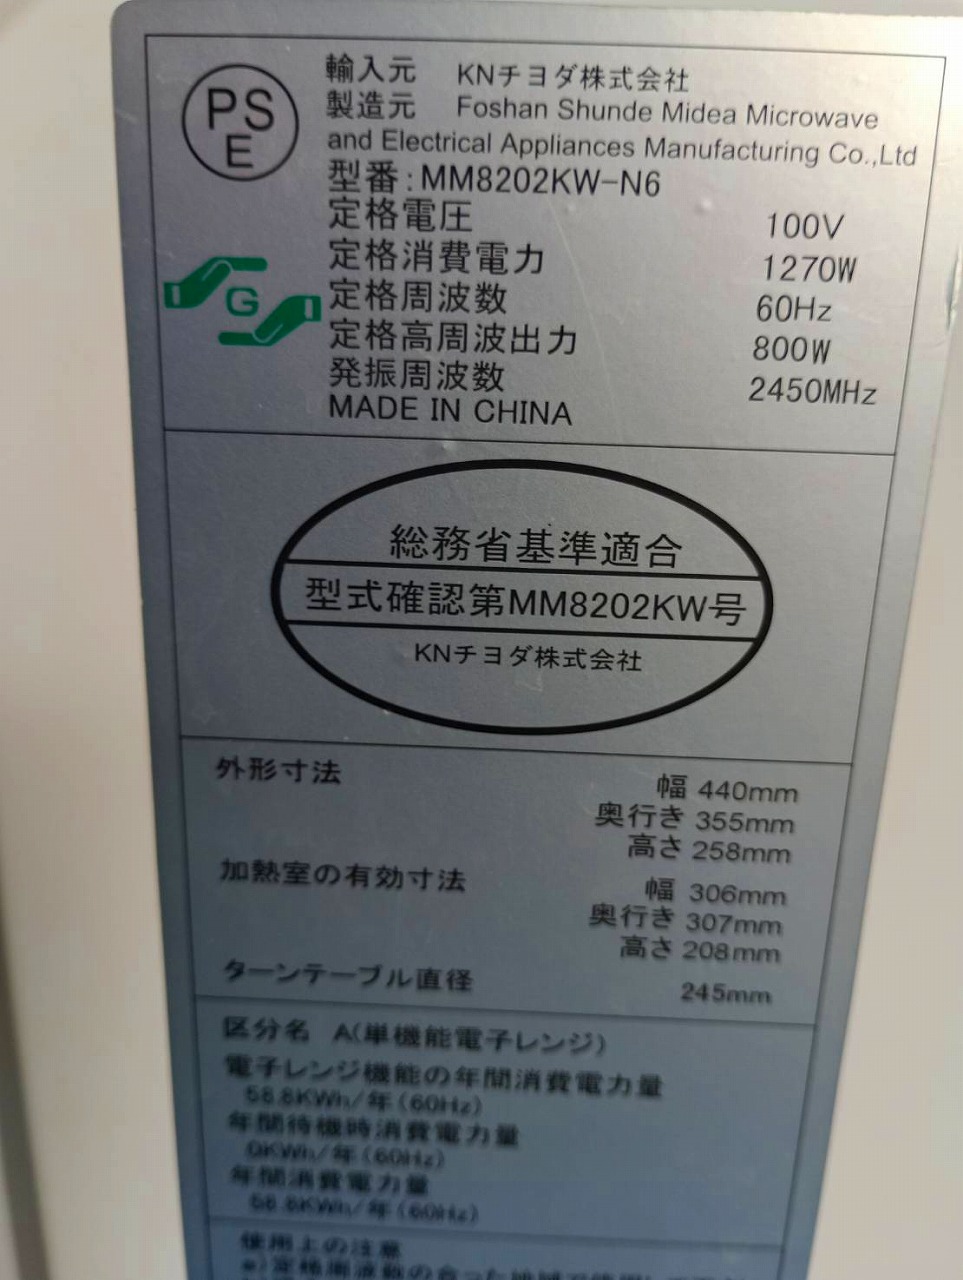 PS
E
輸入元 KNチヨダ株式会社
製造元 Foshan Shunde Midea Microwave
and Electrical Appliances Manufacturing Co.,Ltd
型番:MM8202KW-N6
定格電圧 100V
定格消費電力 1270W
G
定格周波数 60Hz
定格高周波出力 800W
発振周波数 2450MHz
MADE IN CHINA
総務省基準適合
型式確認第MM8202KW号
KNチヨダ株式会社
外形寸法 幅 440mm
奥行き 355mm
高さ 258mm
加熱室の有効寸法 幅 306mm
奥行き 307mm
高さ 208mm
ターンテーブル直径 245mm
区分名 A(単機能電子レンジ)
電子レンジ機能の年間消費電力量
58.8KWh/年(60Hz)
年間待機時消費電力量
0KWh/年(60Hz)
年間消費電力量
58.8KWh/年(60Hz)
使用上の注意